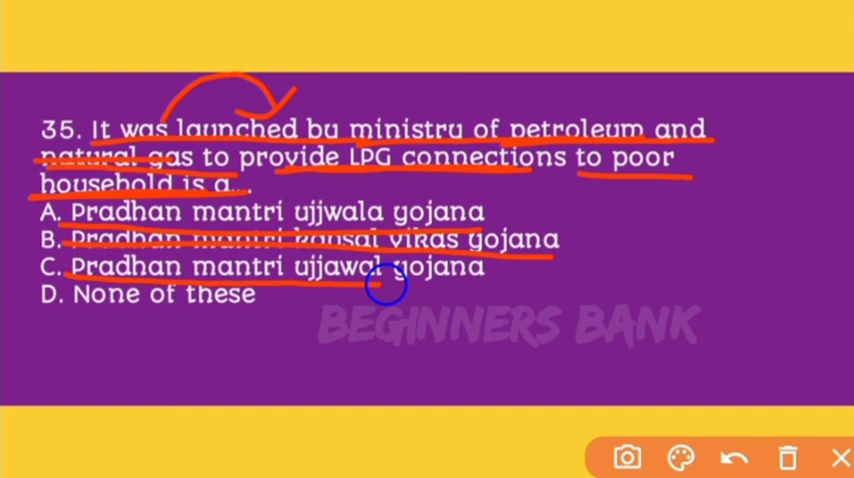 35. It was launched by ministry of petroleum and
natural gas to provide LPG connections to poor
household is a...
A. Pradhan mantri ujjwala yojana
B. Pradhan mantri kausal vikas yojana
C. Pradhan mantri ujjawal yojana
D. None of these
BEGINNERS BANK